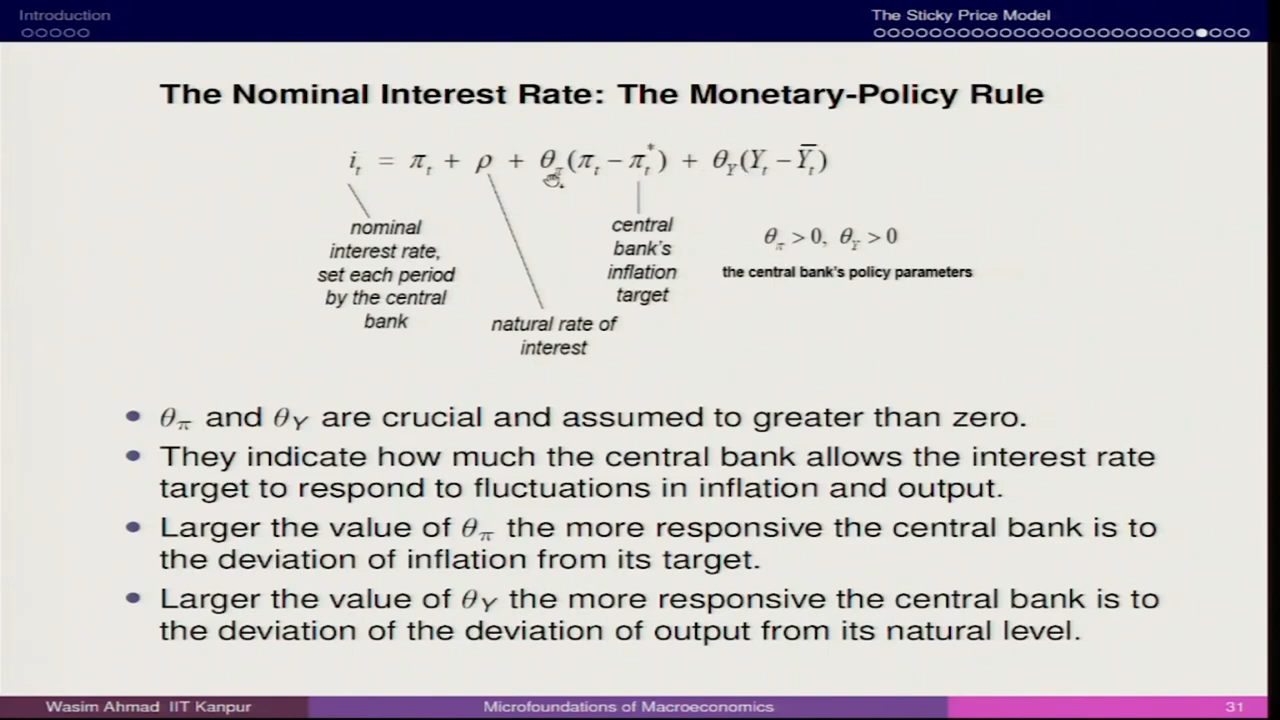 Introduction
The Sticky Price Model
The Nominal Interest Rate: The Monetary-Policy Rule
i_t = π_t + ρ + θ_π(π_t − π_t^*) + θ_Y(Y_t − Ȳ_t)
nominal
interest rate,
set each period
by the central
bank
natural rate of
interest
central
bank's
inflation
target
θ_π > 0, θ_Y > 0
the central bank's policy parameters
θ_π and θ_Y are crucial and assumed to greater than zero.
They indicate how much the central bank allows the interest rate
target to respond to fluctuations in inflation and output.
Larger the value of θ_π the more responsive the central bank is to
the deviation of inflation from its target.
Larger the value of θ_Y the more responsive the central bank is to
the deviation of the deviation of output from its natural level.
Wasim Ahmad IIT Kanpur
Microfoundations of Macroeconomics
31